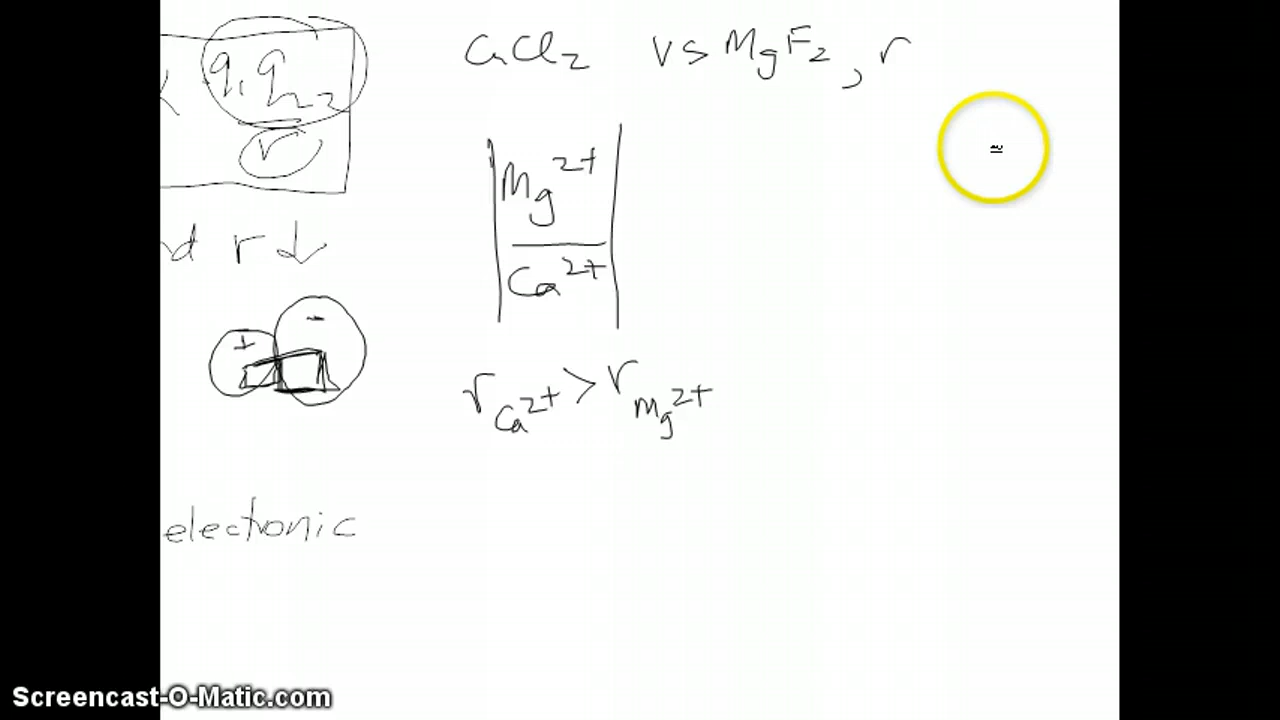 CaCl2 vs MgF2, r
q1q2
r
Mg2+
Ca2+
r↓
+ -
rCa2+ > rMg2+
electronic
Screencast-O-Matic.com